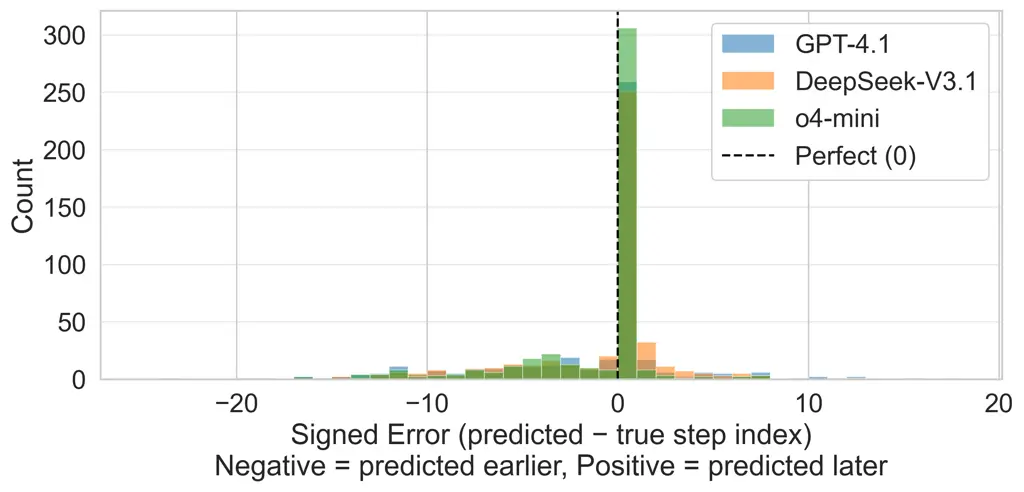 300
250
200
150
100
50
0
Count
GPT-4.1
DeepSeek-V3.1
o4-mini
Perfect (0)
−20
−10
0
10
20
Signed Error (predicted − true step index)
Negative = predicted earlier, Positive = predicted later